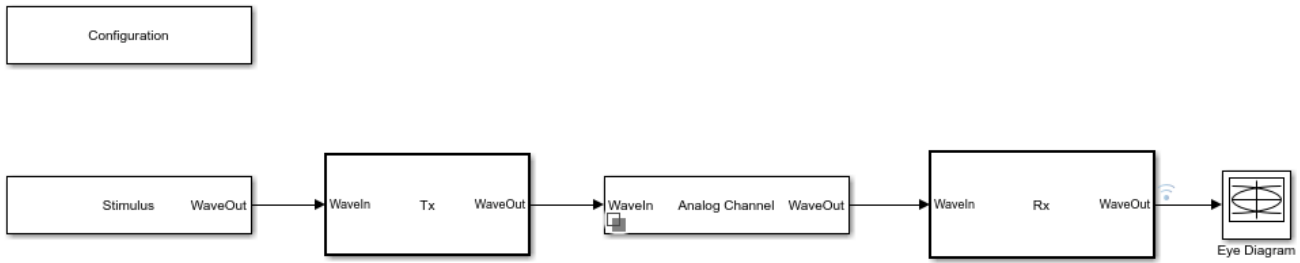 Configuration
Stimulus WaveOut
WaveIn Tx WaveOut
WaveIn Analog Channel WaveOut
WaveIn Rx WaveOut
Eye Diagram